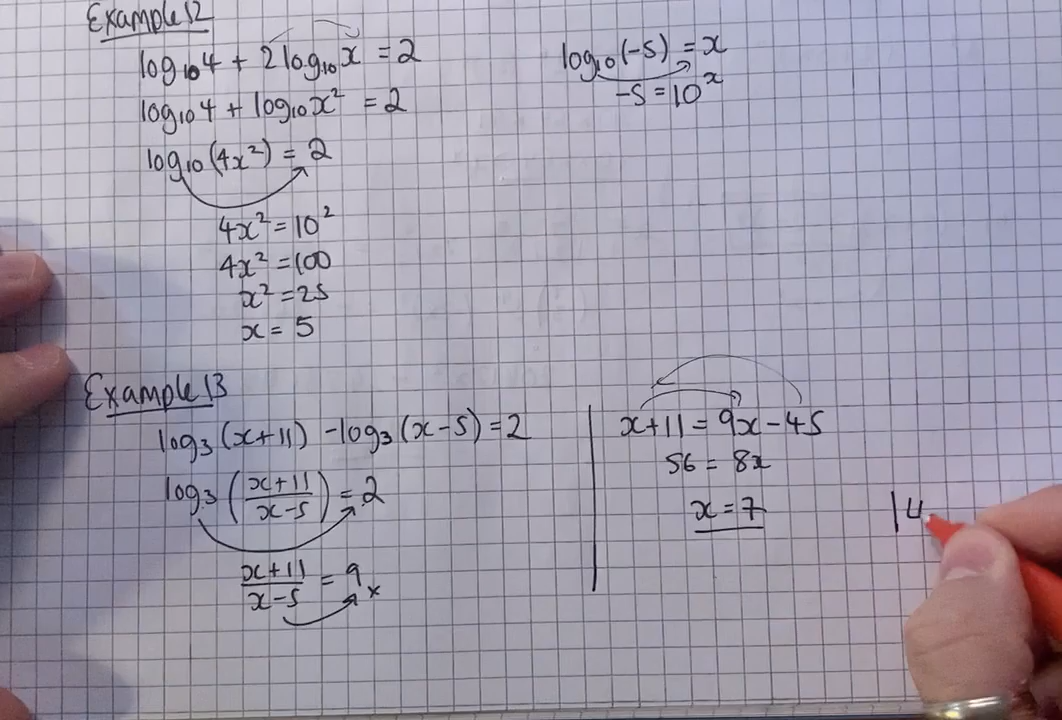 Example 12
log₁₀4 + 2log₁₀x = 2
log₁₀4 + log₁₀x² = 2
log₁₀(4x²) = 2
4x² = 10²
4x² = 100
x² = 25
x = 5
log₁₀(-5) = x
-5 = 10ˣ
Example 13
log₃(x+11) - log₃(x-5) = 2
log₃((x+11)/(x-5)) = 2
(x+11)/(x-5) = 9
x+11 = 9x-45
56 = 8x
x = 7
14